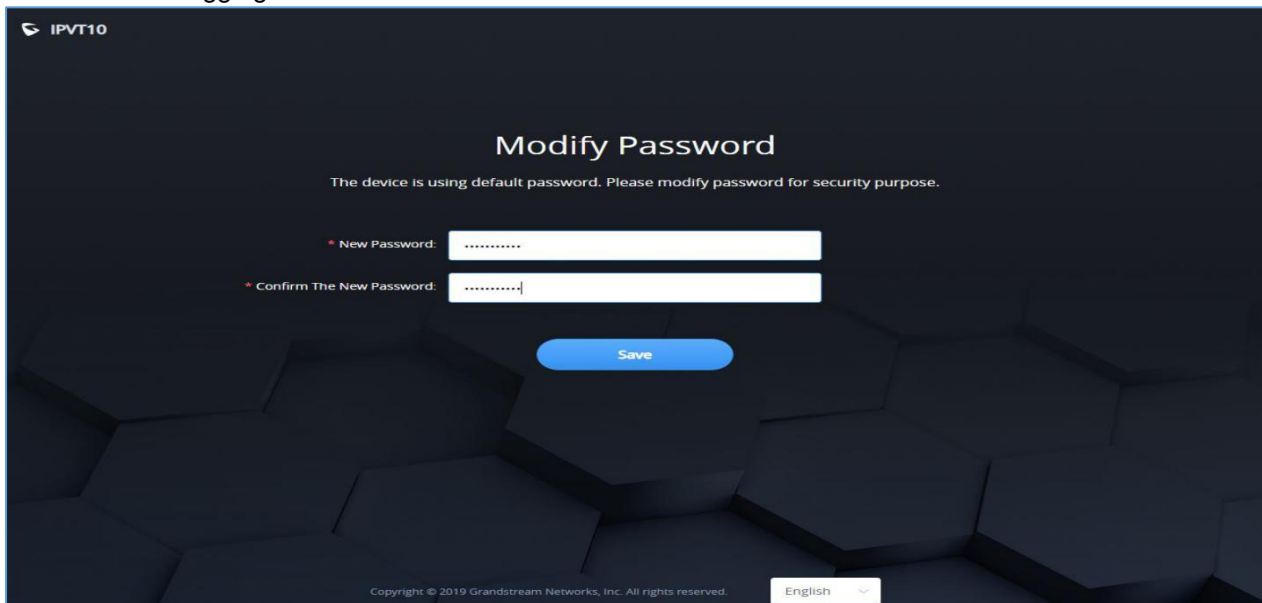 IPVT10
Modify Password
The device is using default password. Please modify password for security purpose.
* New Password: ···········
* Confirm The New Password: ···········
Save
Copyright © 2019 Grandstream Networks, Inc. All rights reserved.
English